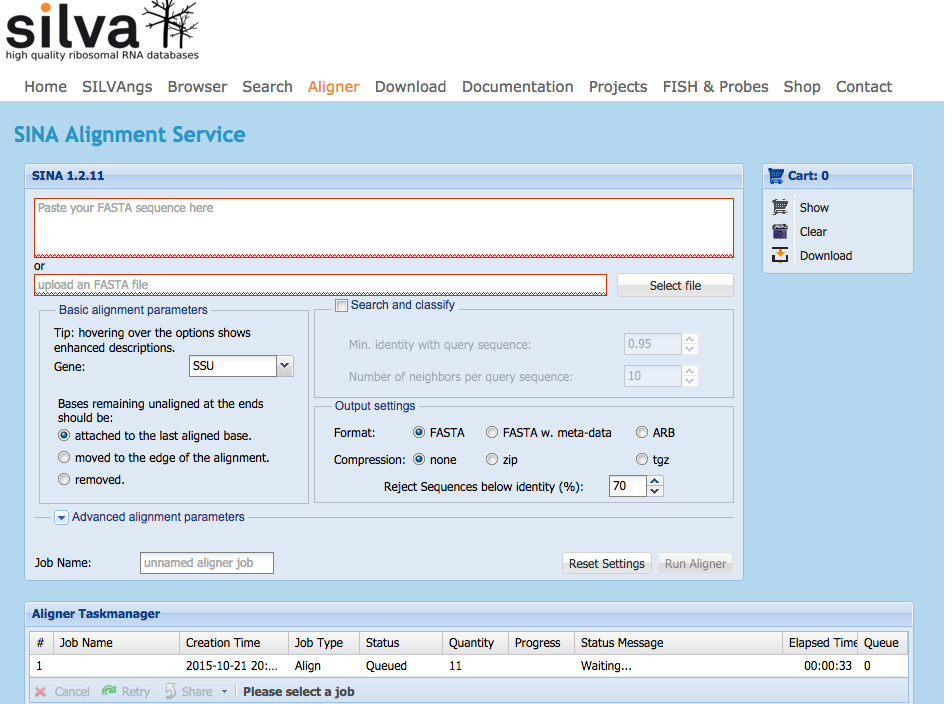 silva
high quality ribosomal RNA databases
Home SILVAngs Browser Search Aligner Download Documentation Projects FISH & Probes Shop Contact
SINA Alignment Service
SINA 1.2.11
Paste your FASTA sequence here
or
upload an FASTA file Select file
Basic alignment parameters
Tip: hovering over the options shows
enhanced descriptions.
Gene: SSU
Bases remaining unaligned at the ends
should be:
attached to the last aligned base.
moved to the edge of the alignment.
removed.
Search and classify
Min. identity with query sequence: 0.95
Number of neighbors per query sequence: 10
Output settings
Format: FASTA FASTA w. meta-data ARB
Compression: none zip tgz
Reject Sequences below identity (%): 70
Advanced alignment parameters
Job Name: unnamed aligner job Reset Settings Run Aligner
Cart: 0
Show
Clear
Download
Aligner Taskmanager
# Job Name Creation Time Job Type Status Quantity Progress Status Message Elapsed Time Queue
1 2015-10-21 20:... Align Queued 11 Waiting... 00:00:33 0
Cancel Retry Share Please select a job